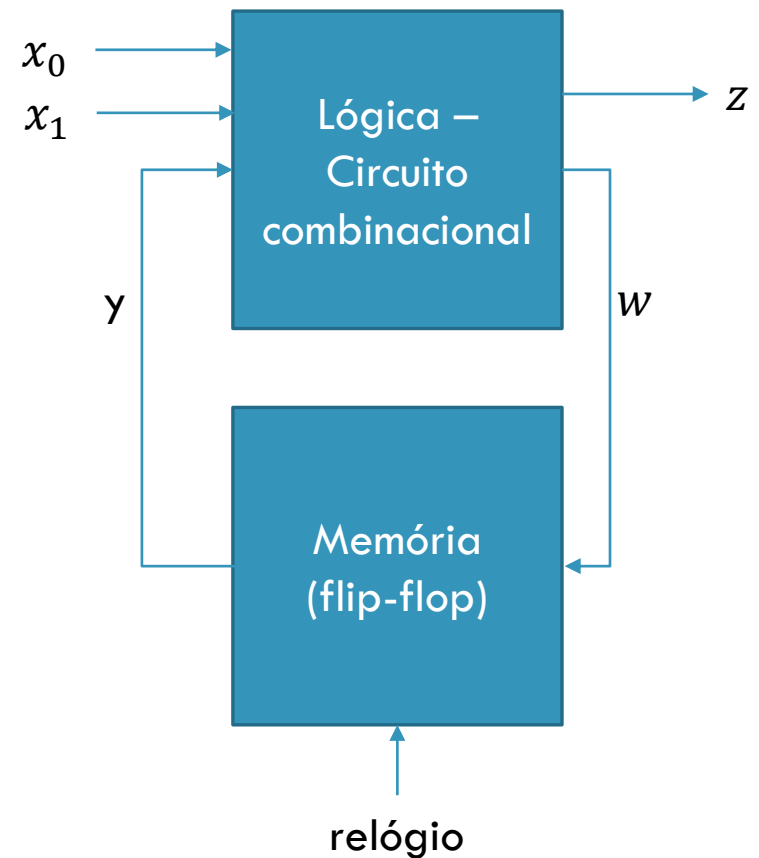 x₀
x₁
Lógica –
Circuito
combinacional
z
y
w
Memória
(flip-flop)
relógio